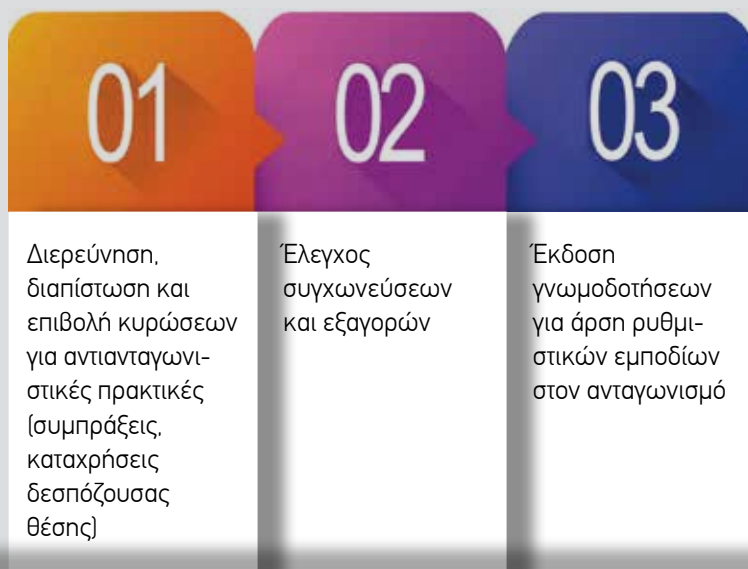 01
Διερεύνηση,
διαπίστωση και
επιβολή κυρώσεων
για αντιανταγωνι-
στικές πρακτικές
(συμπράξεις,
καταχρήσεις
δεσπόζουσας
θέσης)
02
Έλεγχος
συγχωνεύσεων
και εξαγορών
03
Έκδοση
γνωμοδοτήσεων
για άρση ρυθμι-
στικών εμποδίων
στον ανταγωνισμό